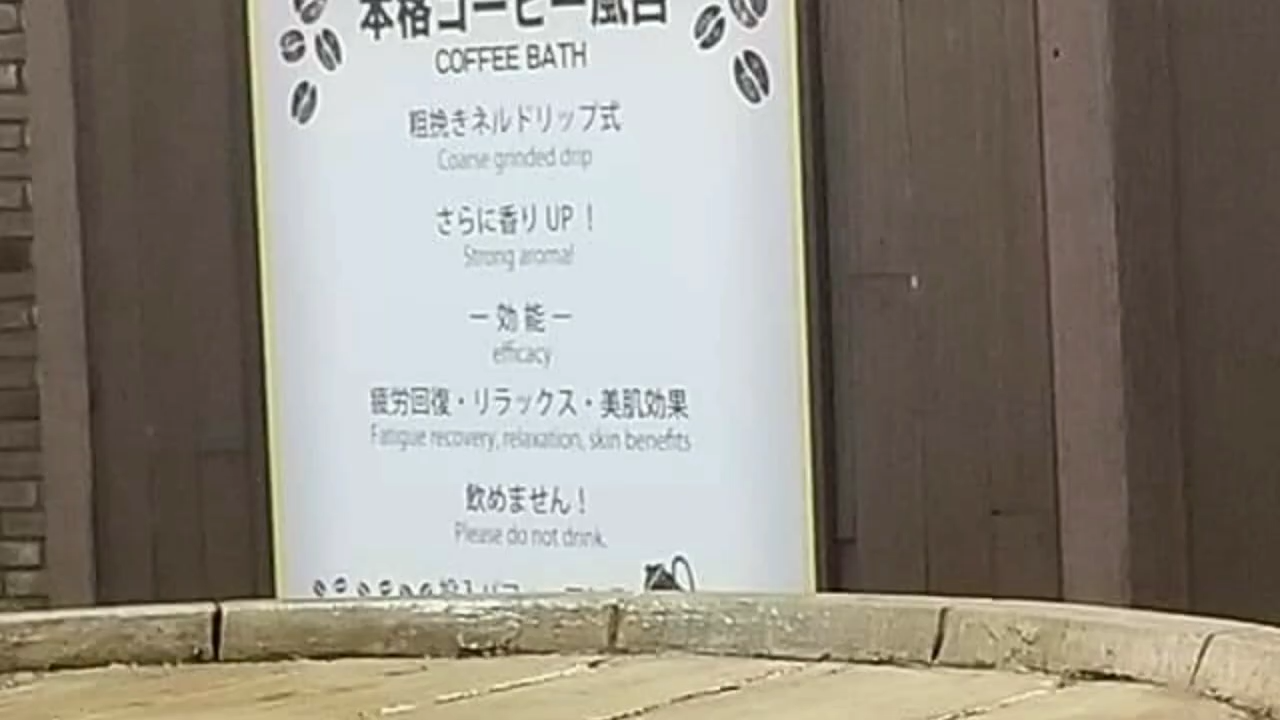 本格コーヒー風呂
COFFEE BATH
粗挽きネルドリップ式
Coarse grinded drip
さらに香り UP！
Strong aroma!
ー 効 能 ー
efficacy
疲労回復・リラックス・美肌効果
Fatigue recovery, relaxation, skin benefits
飲めません！
Please do not drink.